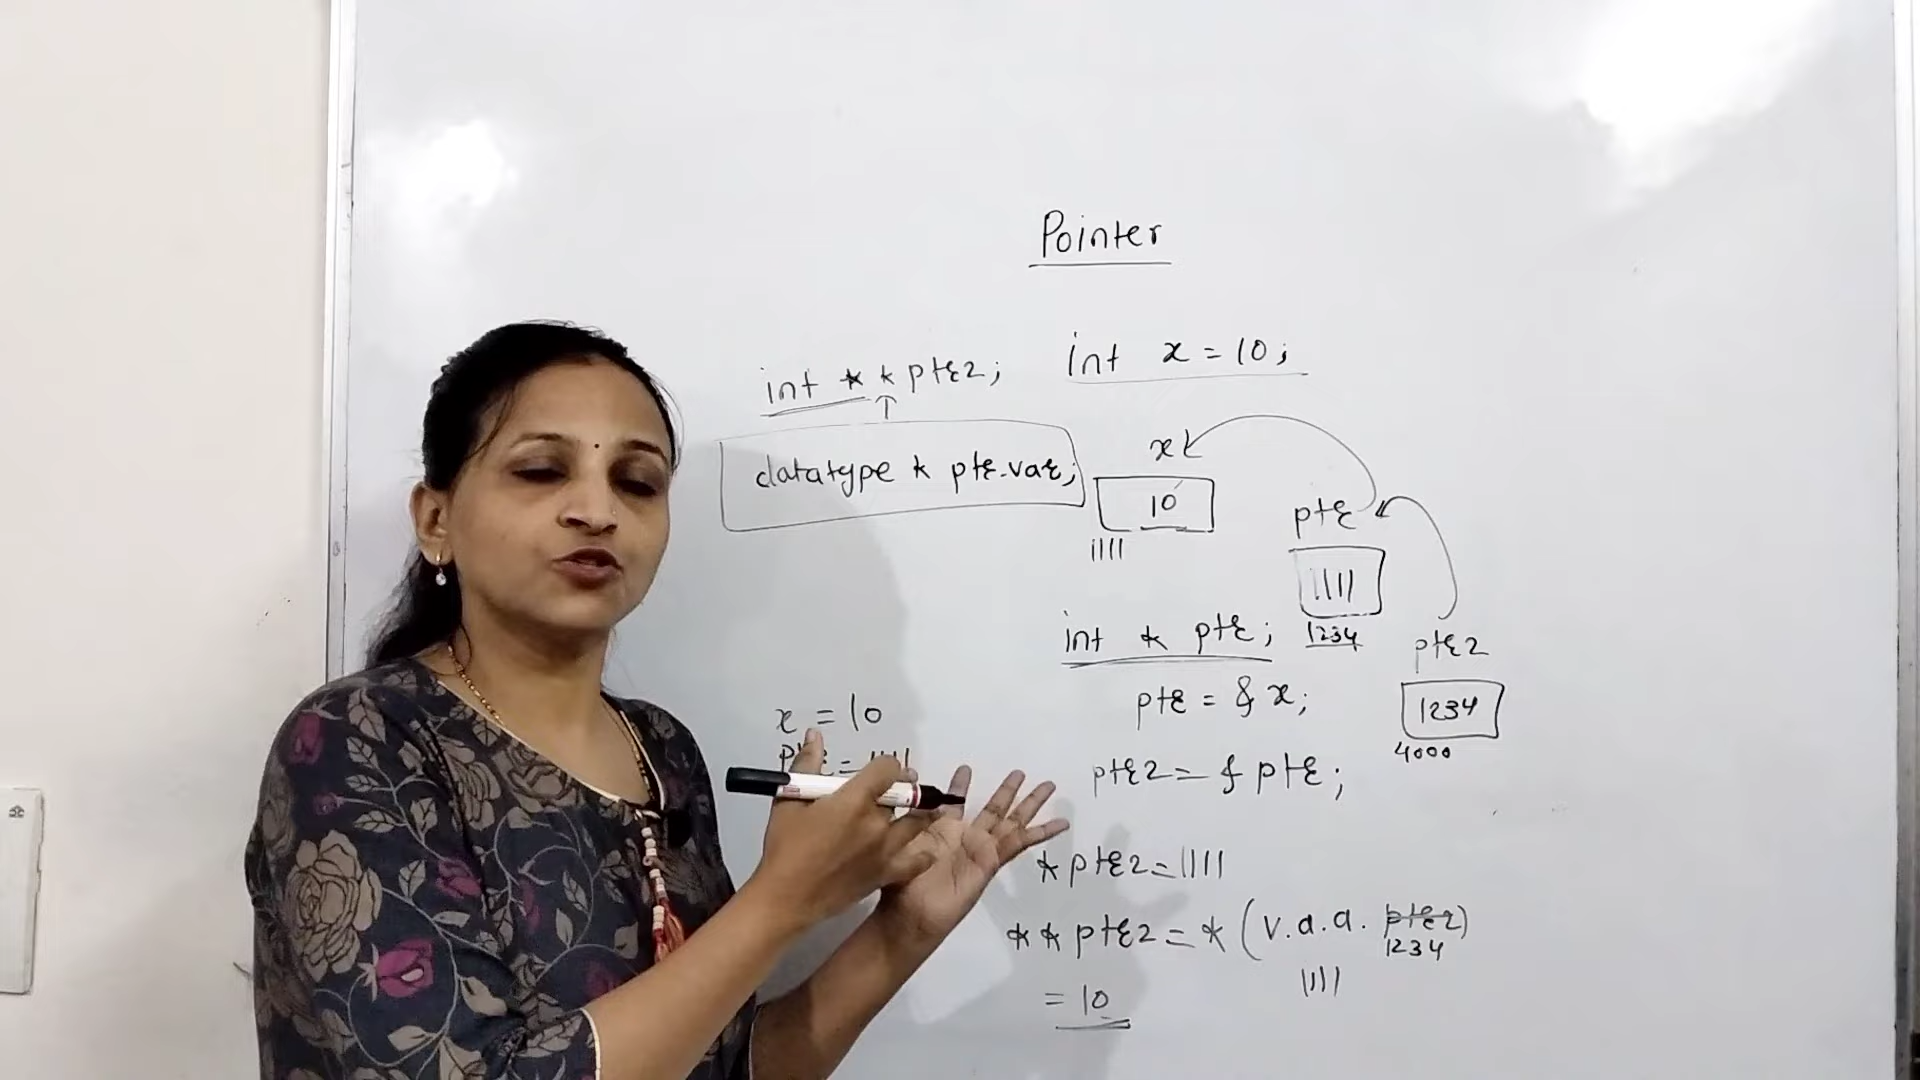 Pointer
int * * ptr2;
int x = 10;
datatype * ptr-var;
x
10
1111
ptr
1111
1234
int * ptr;
ptr2
1234
4000
ptr = & x;
x = 10
ptr = 1111
ptr2 = & ptr;
* ptr2 = 1111
* * ptr2 = * (v.a.a. ptr2)
1234
1111
= 10